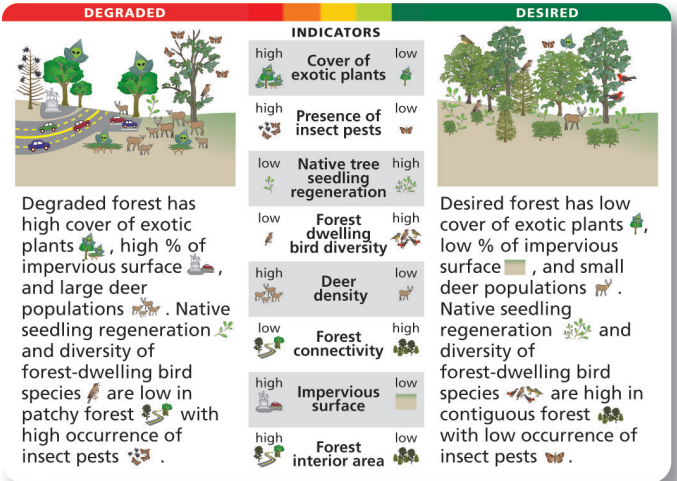 DEGRADED
DESIRED
INDICATORS
high
Cover of
exotic plants
low
high
Presence of
insect pests
low
low
Native tree
seedling
regeneration
high
low
Forest
dwelling
bird diversity
high
high
Deer
density
low
low
Forest
connectivity
high
high
Impervious
surface
low
high
Forest
interior area
low
Degraded forest has
high cover of exotic
plants , high % of
impervious surface ,
and large deer
populations . Native
seedling regeneration
and diversity of
forest-dwelling bird
species are low in
patchy forest with
high occurrence of
insect pests .
Desired forest has low
cover of exotic plants ,
low % of impervious
surface , and small
deer populations .
Native seedling
regeneration and
diversity of
forest-dwelling bird
species are high in
contiguous forest
with low occurrence of
insect pests .